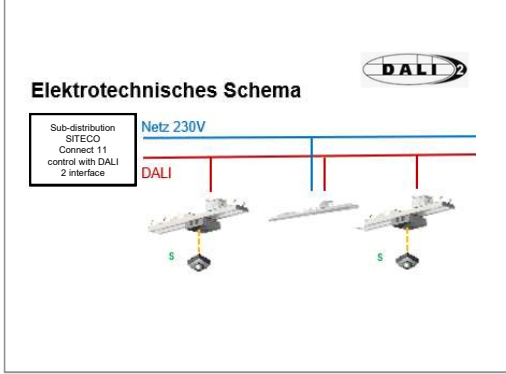 DALI 2
Elektrotechnisches Schema
Sub-distribution
SITECO
Connect 11
control with DALI
2 interface
Netz 230V
DALI
S
S